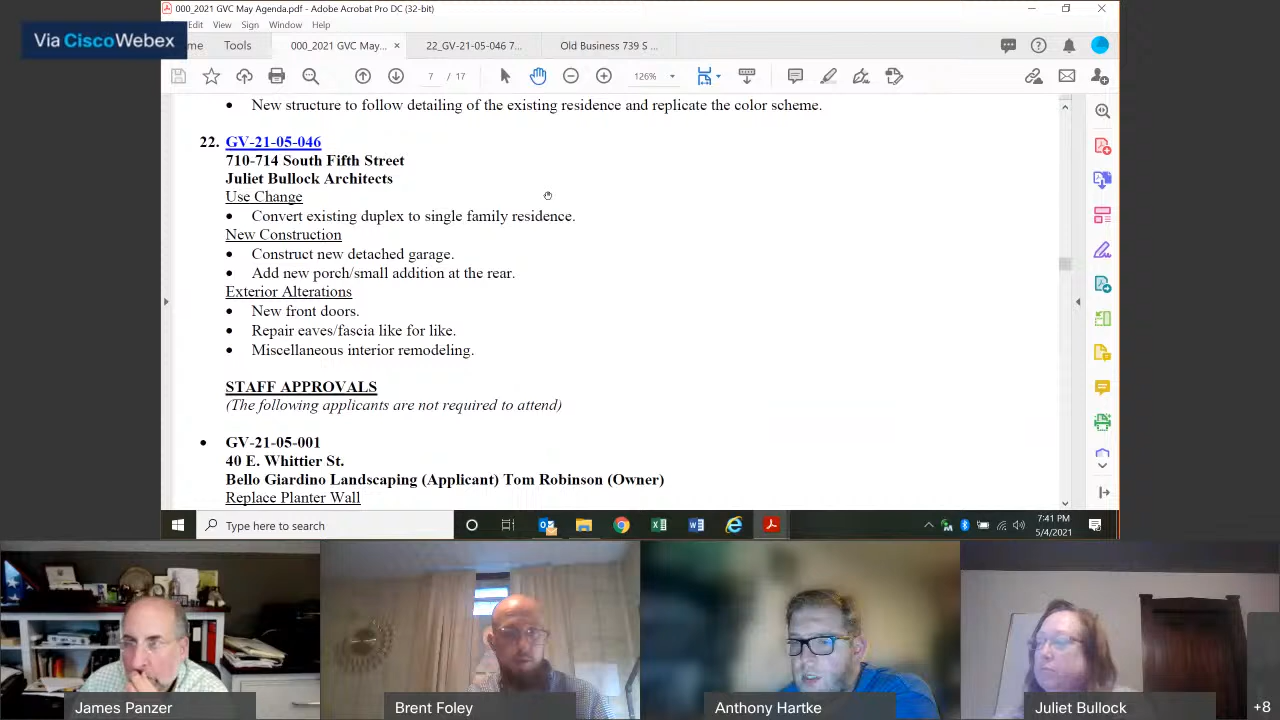 000_2021 GVC May Agenda.pdf - Adobe Acrobat Pro DC (32-bit)
Edit View Sign Window Help
Via CiscoWebex
me Tools 000_2021 GVC May... × 22_GV-21-05-046 7... Old Business 739 S ...
7 / 17 126%
• New structure to follow detailing of the existing residence and replicate the color scheme.
22. GV-21-05-046
710-714 South Fifth Street
Juliet Bullock Architects
Use Change
• Convert existing duplex to single family residence.
New Construction
• Construct new detached garage.
• Add new porch/small addition at the rear.
Exterior Alterations
• New front doors.
• Repair eaves/fascia like for like.
• Miscellaneous interior remodeling.
STAFF APPROVALS
(The following applicants are not required to attend)
• GV-21-05-001
40 E. Whittier St.
Bello Giardino Landscaping (Applicant) Tom Robinson (Owner)
Replace Planter Wall
Type here to search
7:41 PM
5/4/2021
James Panzer
Brent Foley
Anthony Hartke
Juliet Bullock
+8